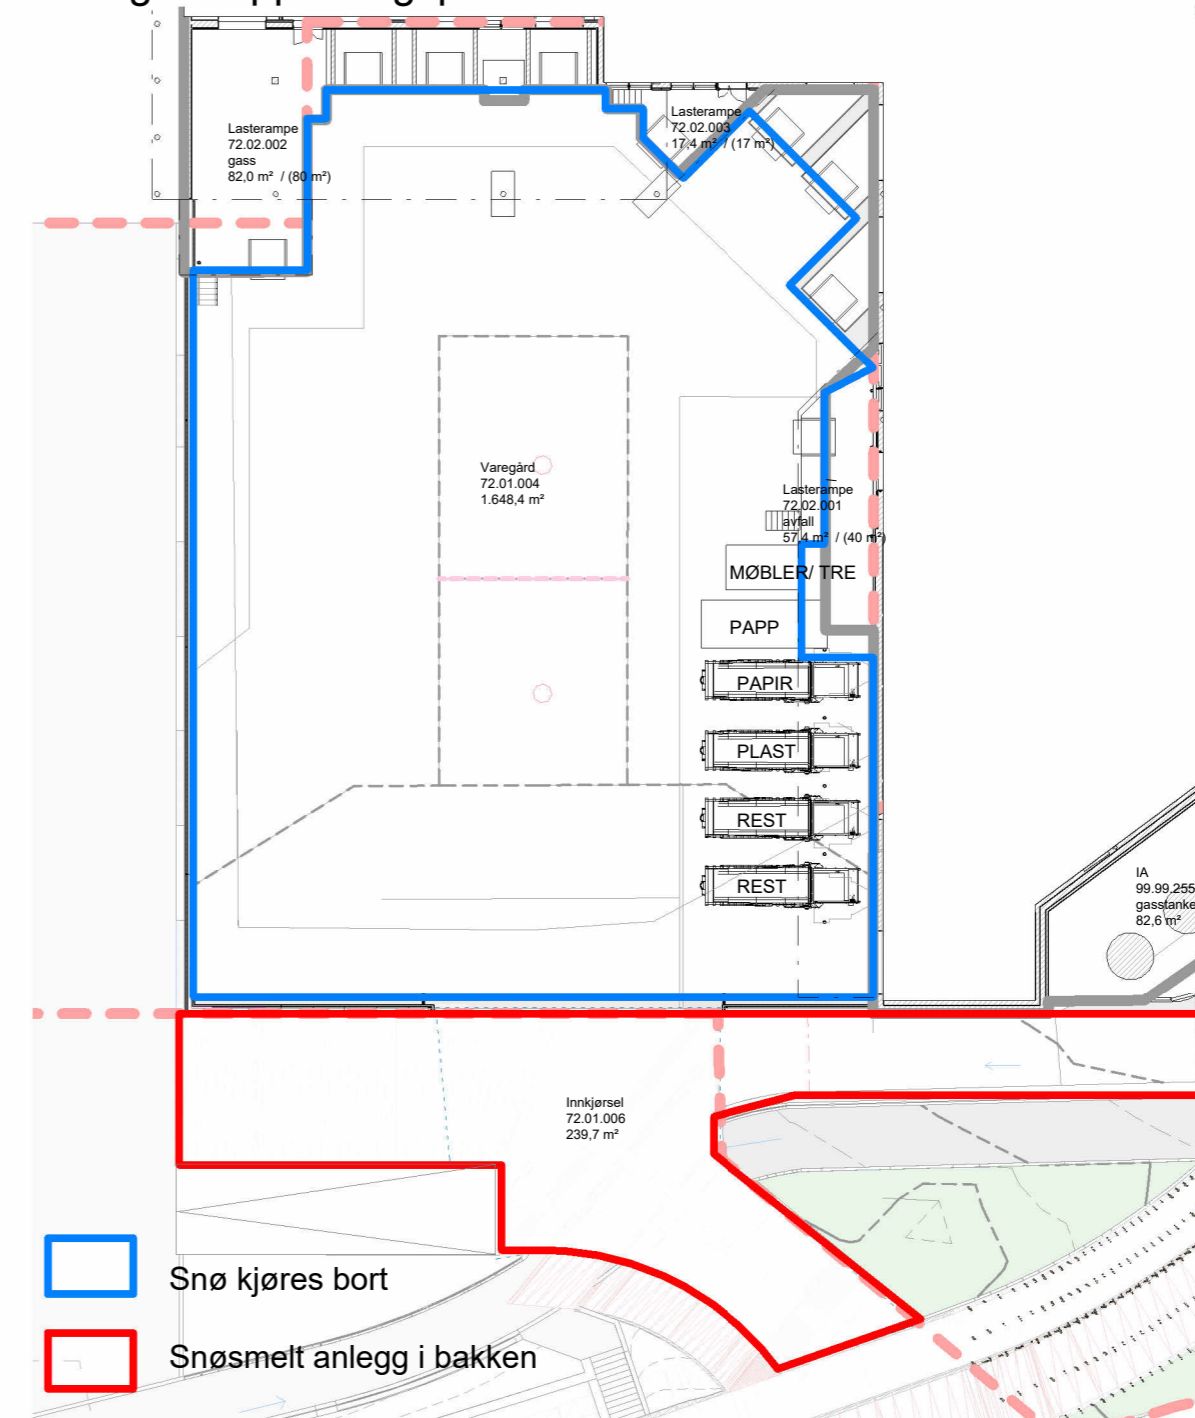 Lasterampe
72.02.002
gass
82,0 m² / (80 m²)
Lasterampe
72.02.003
17,4 m² / (17 m²)
Varegård
72.01.004
1.648,4 m²
Lasterampe
72.02.001
avfall
57,4 m² / (40 m²)
MØBLER/ TRE
PAPP
PAPIR
PLAST
REST
REST
IA
99.99.255
gasstanke
82,6 m²
Innkjørsel
72.01.006
239,7 m²
Snø kjøres bort
Snøsmelt anlegg i bakken